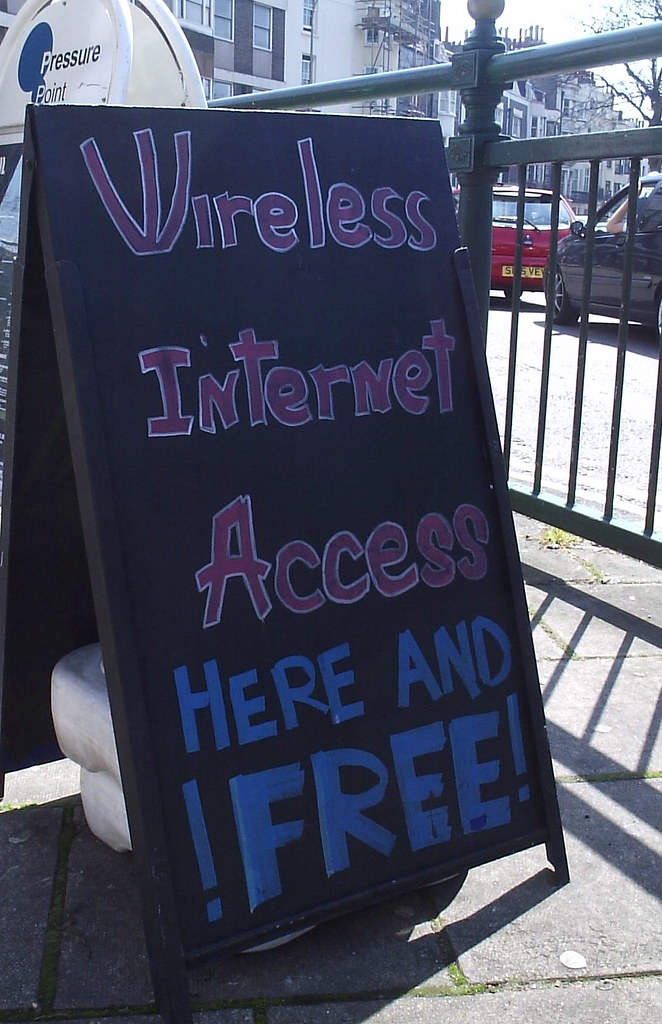 Pressure
Point
Wireless
Internet
Access
HERE AND
!FREE!